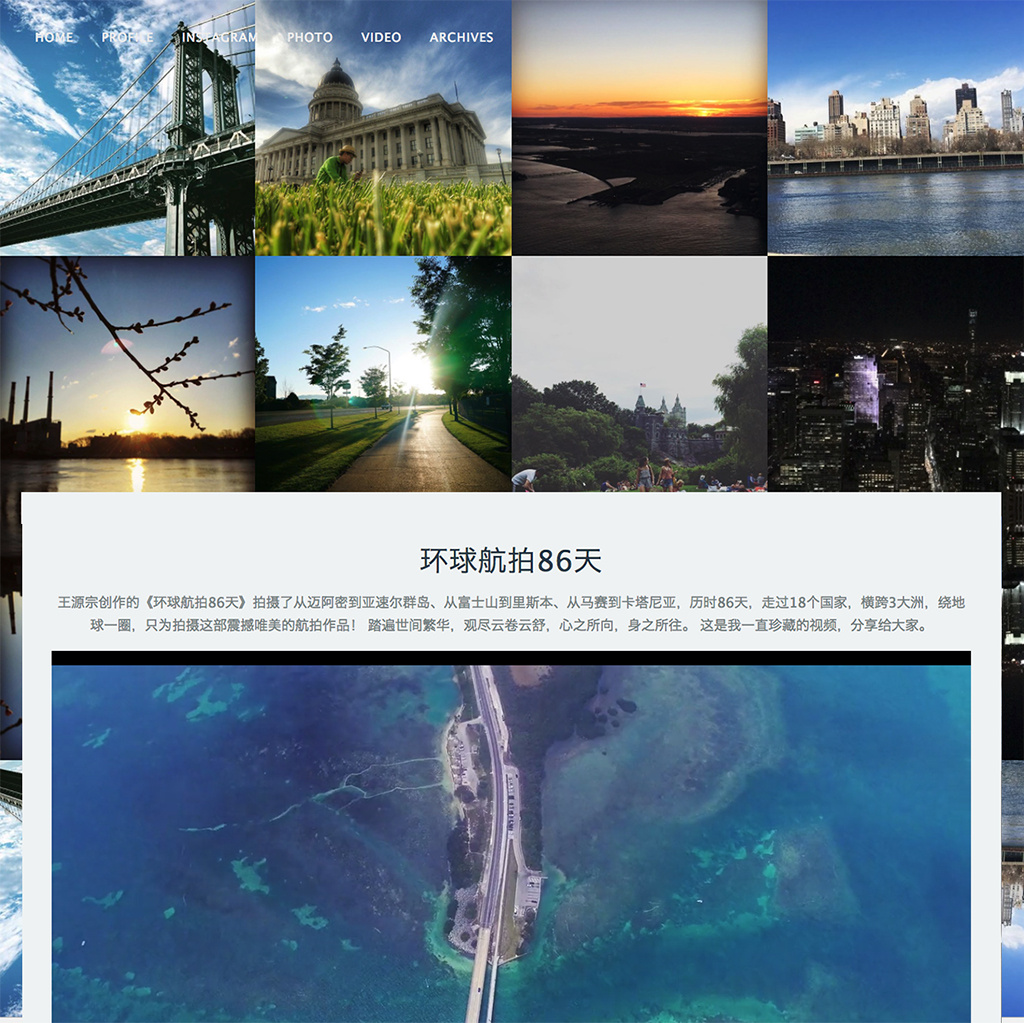 HOME PROFILE INSTAGRAM PHOTO VIDEO ARCHIVES
环球航拍86天
王源宗创作的《环球航拍86天》拍摄了从迈阿密到亚速尔群岛、从富士山到里斯本、从马赛到卡塔尼亚，历时86天，走过18个国家，横跨3大洲，绕地
球一圈，只为拍摄这部震撼唯美的航拍作品！ 踏遍世间繁华，观尽云卷云舒，心之所向，身之所往。 这是我一直珍藏的视频，分享给大家。